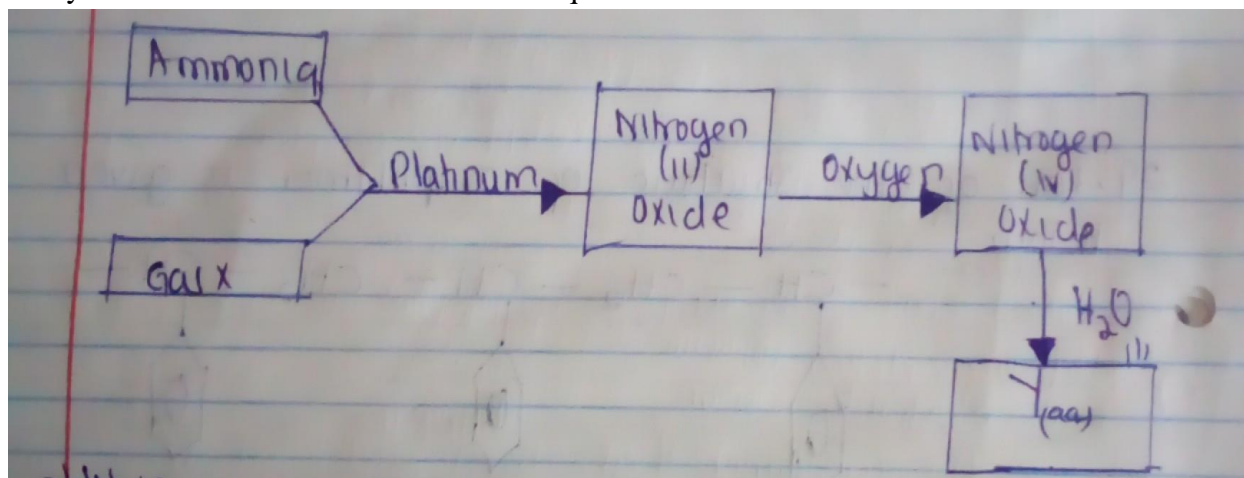 Ammonia
Gas X
Platinum
Nitrogen
(II)
Oxide
Oxygen
Nitrogen
(iv)
Oxide
H₂O(l)
Y(aq)